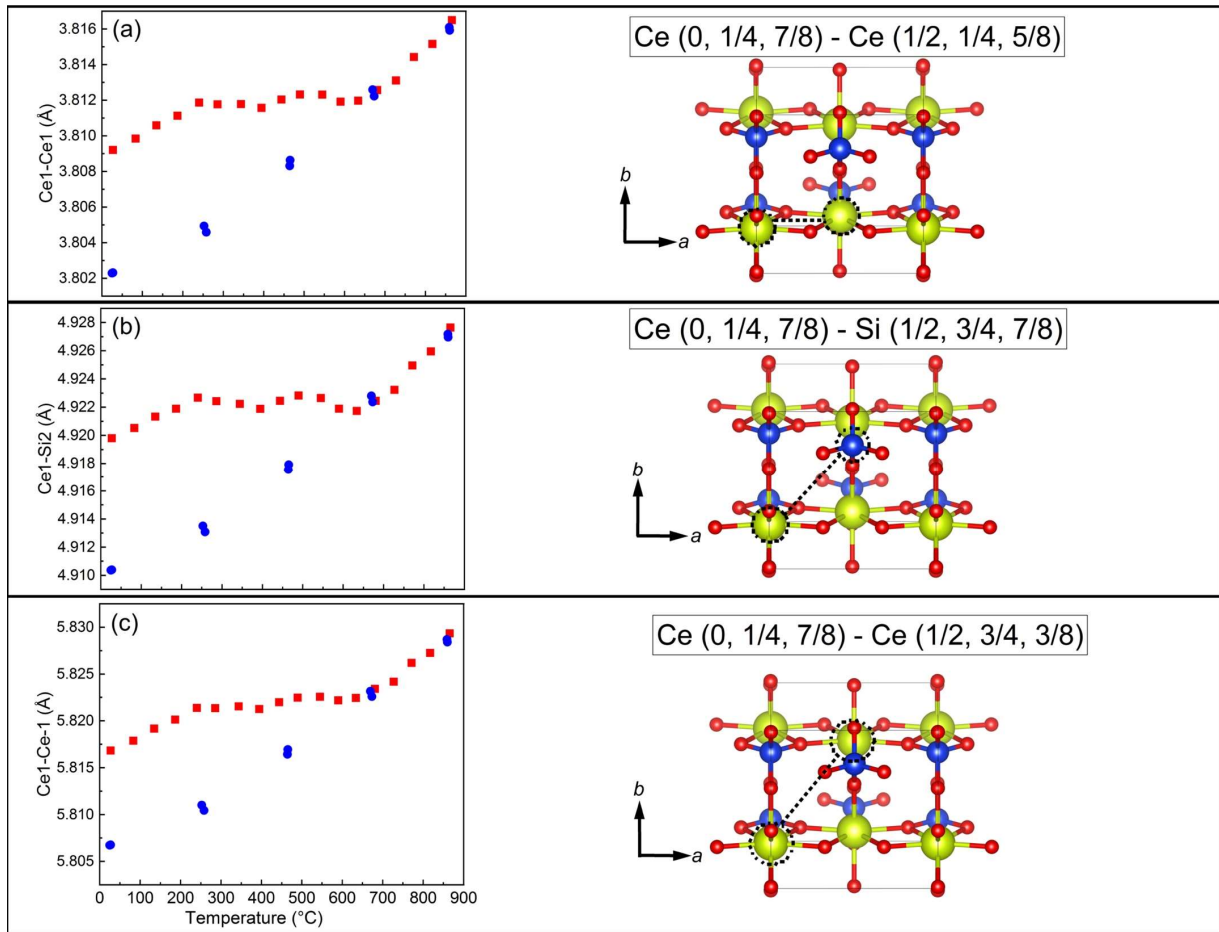 (a)
Ce1-Ce1 (Å)
3.816
3.814
3.812
3.810
3.808
3.806
3.804
3.802
Ce (0, 1/4, 7/8) - Ce (1/2, 1/4, 5/8)
b
a
(b)
Ce1-Si2 (Å)
4.928
4.926
4.924
4.922
4.920
4.918
4.916
4.914
4.912
4.910
Ce (0, 1/4, 7/8) - Si (1/2, 3/4, 7/8)
b
a
(c)
Ce1-Ce-1 (Å)
5.830
5.825
5.820
5.815
5.810
5.805
0 100 200 300 400 500 600 700 800 900
Temperature (°C)
Ce (0, 1/4, 7/8) - Ce (1/2, 3/4, 3/8)
b
a